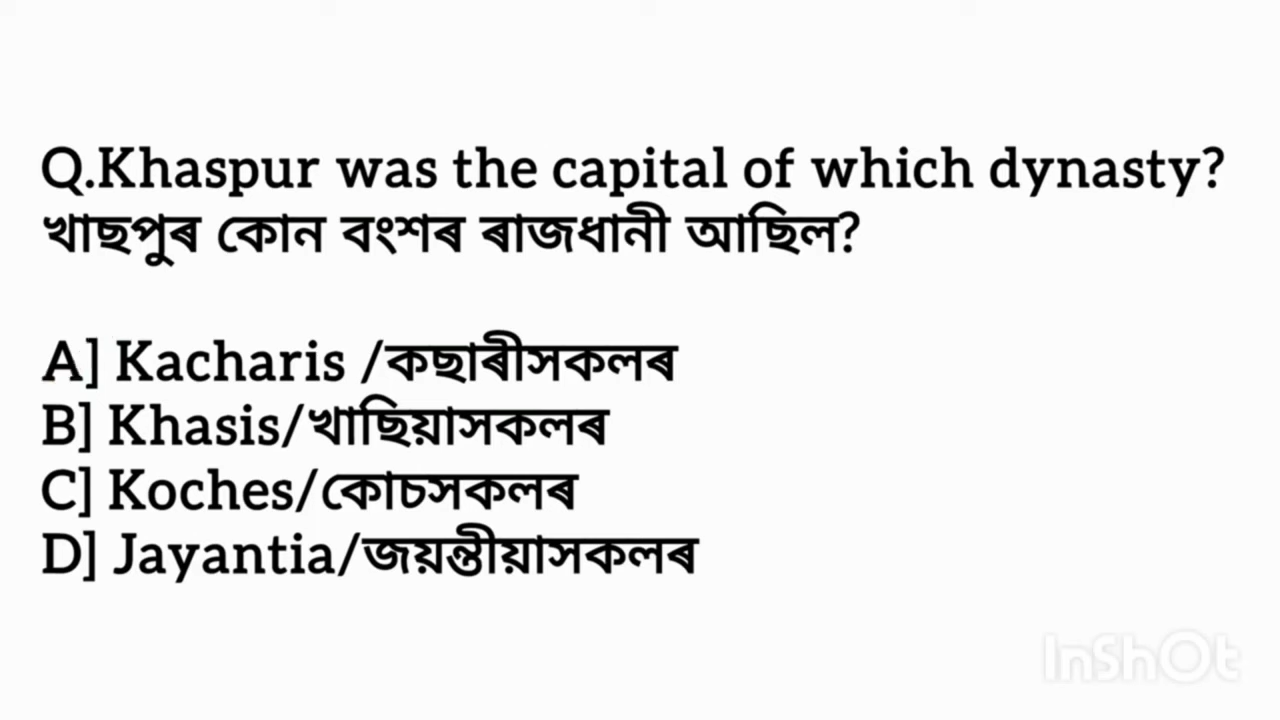 Q.Khaspur was the capital of which dynasty?
খাছপুৰ কোন বংশৰ ৰাজধানী আছিল?
A] Kacharis /কছাৰীসকলৰ
B] Khasis/খাছিয়াসকলৰ
C] Koches/কোচসকলৰ
D] Jayantia/জয়ন্তীয়াসকলৰ
InShOt